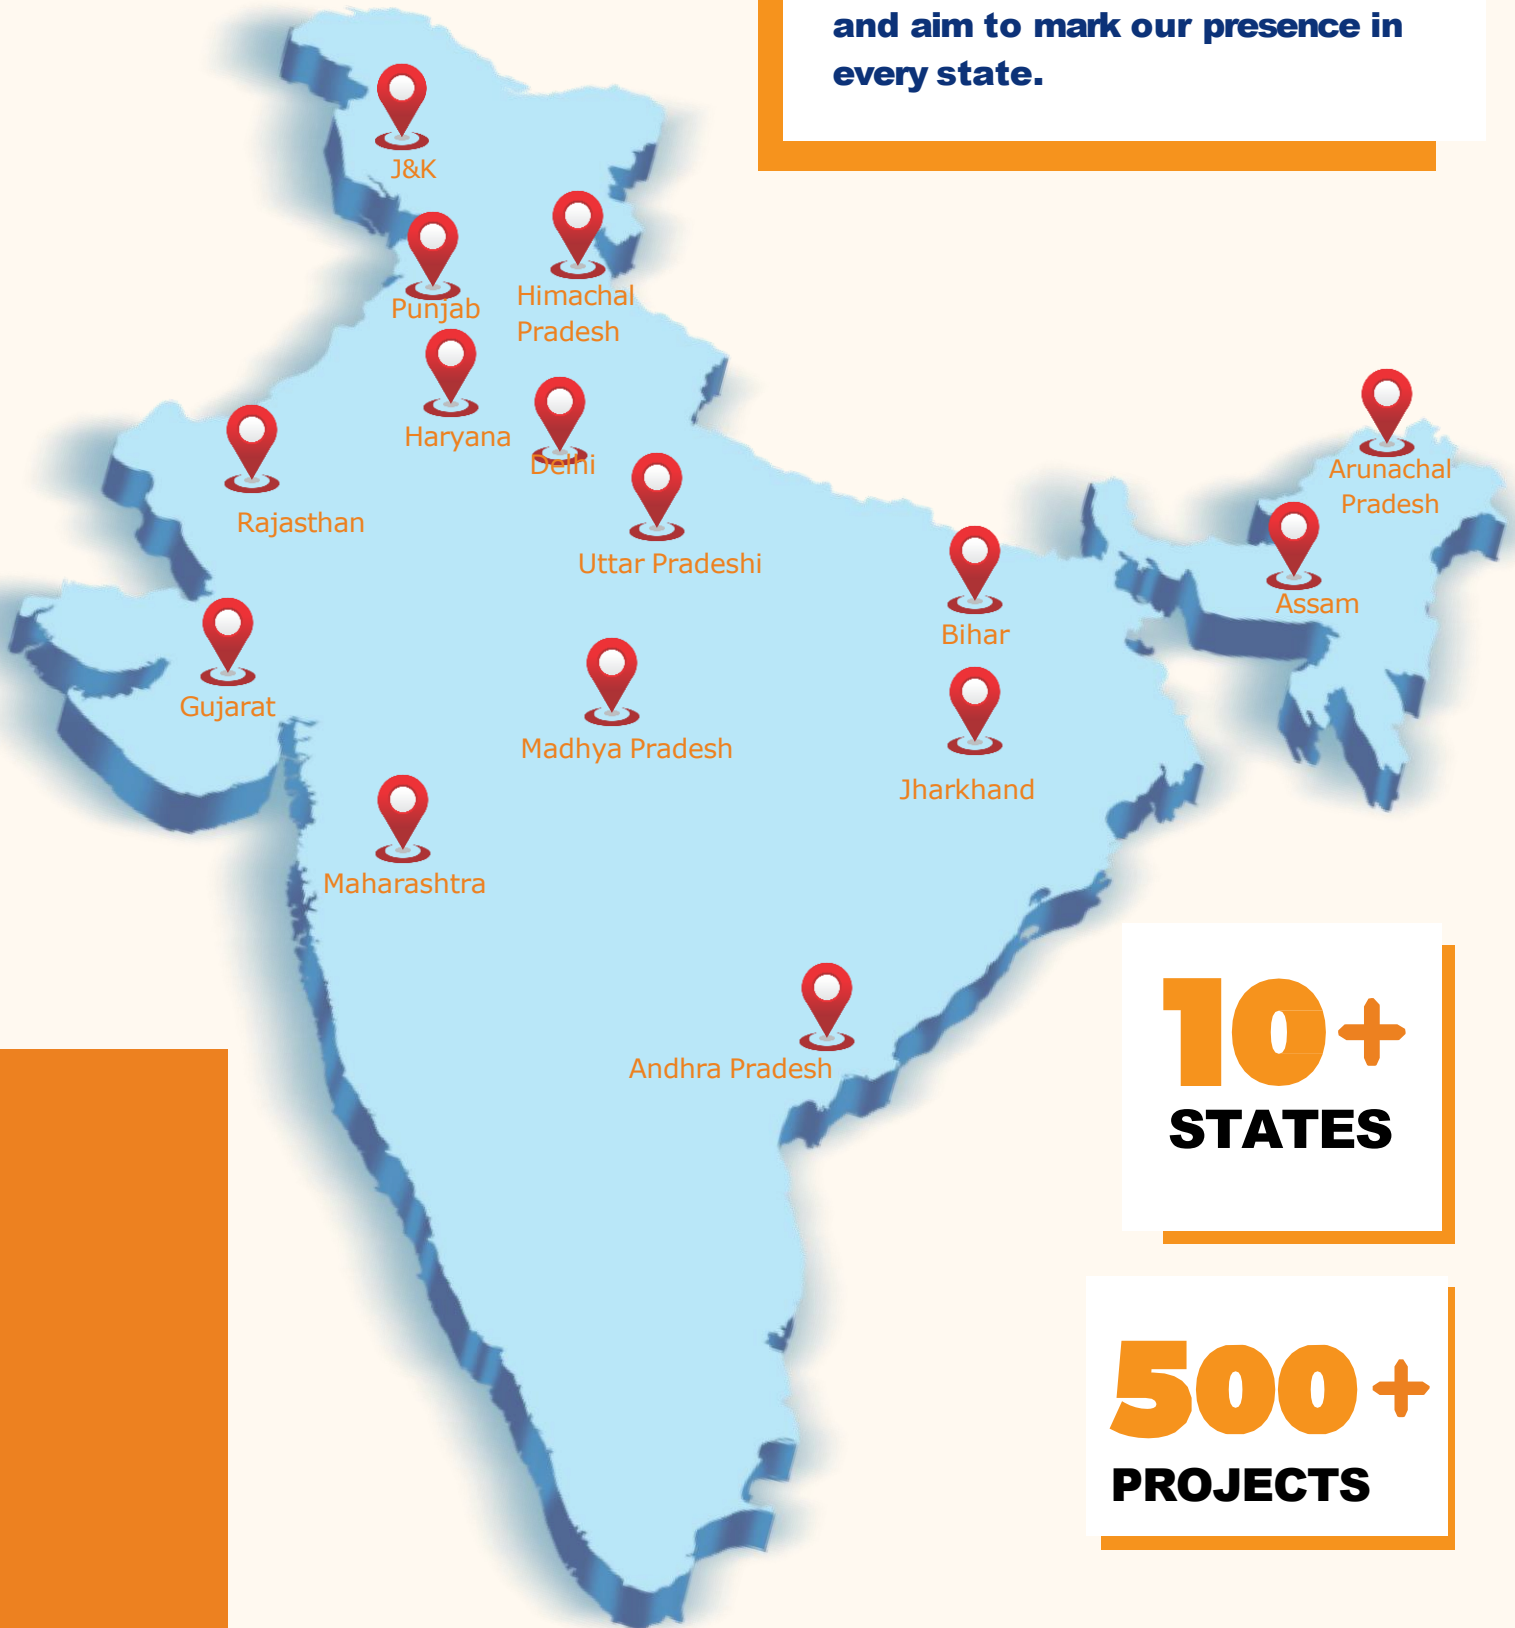 and aim to mark our presence in
every state.
J&K
Punjab
Himachal
Pradesh
Haryana
Delhi
Rajasthan
Uttar Pradeshi
Arunachal
Pradesh
Assam
Bihar
Gujarat
Madhya Pradesh
Jharkhand
Maharashtra
Andhra Pradesh
10+
STATES
500+
PROJECTS